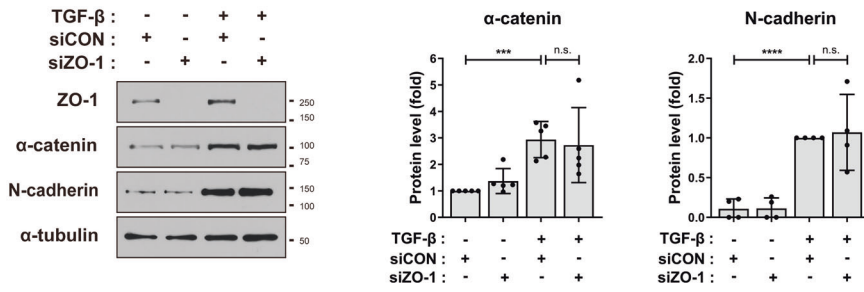 TGF-β : - - + +
siCON : + - + -
siZO-1 : - + - +
ZO-1
250
150
α-catenin
100
75
N-cadherin
150
100
α-tubulin
50
α-catenin
***
n.s.
Protein level (fold)
6
5
4
3
2
1
0
TGF-β : - - + +
siCON : + - + -
siZO-1 : - + - +
N-cadherin
****
n.s.
Protein level (fold)
2.0
1.5
1.0
0.5
0.0
TGF-β : - - + +
siCON : + - + -
siZO-1 : - + - +